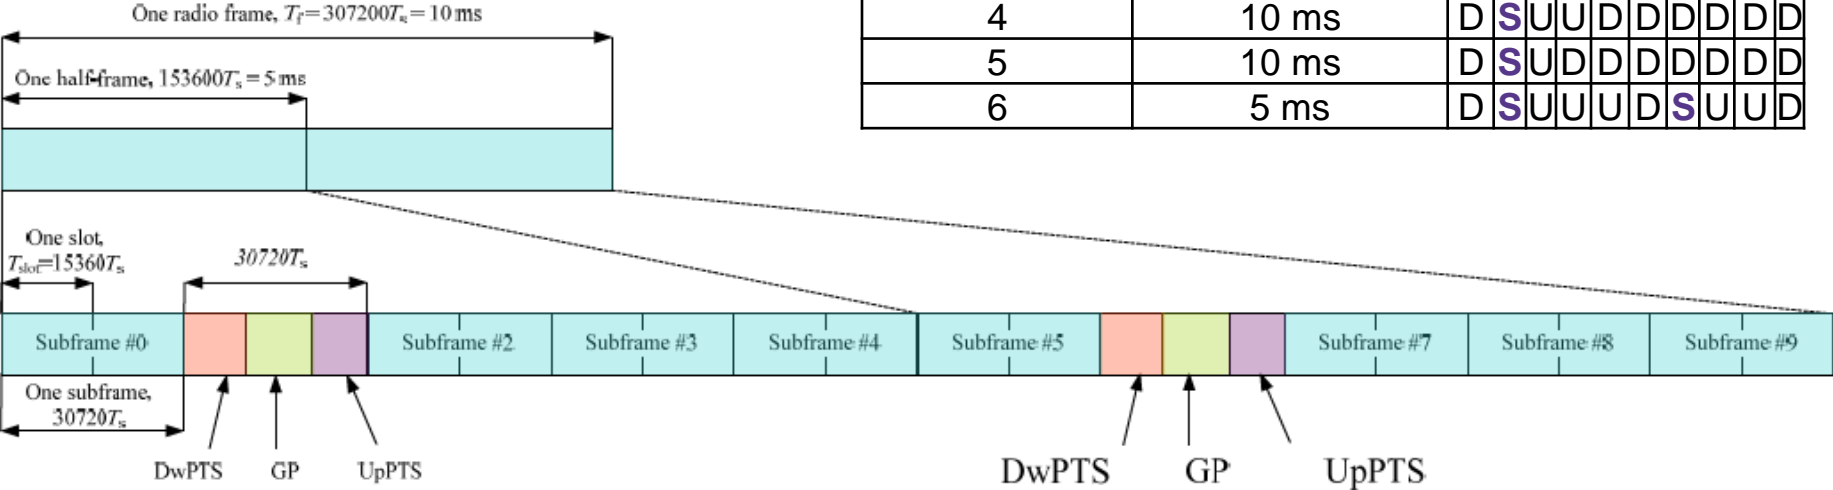 One radio frame, Tf=307200Ts=10 ms
One half-frame, 153600Ts=5 ms
4 10 ms D S U U D D D D D D
5 10 ms D S U D D D D D D D
6 5 ms D S U U U D S U U D
One slot,
Tslot=15360Ts
30720Ts
Subframe #0 Subframe #2 Subframe #3 Subframe #4 Subframe #5 Subframe #7 Subframe #8 Subframe #9
One subframe,
30720Ts
DwPTS GP UpPTS DwPTS GP UpPTS